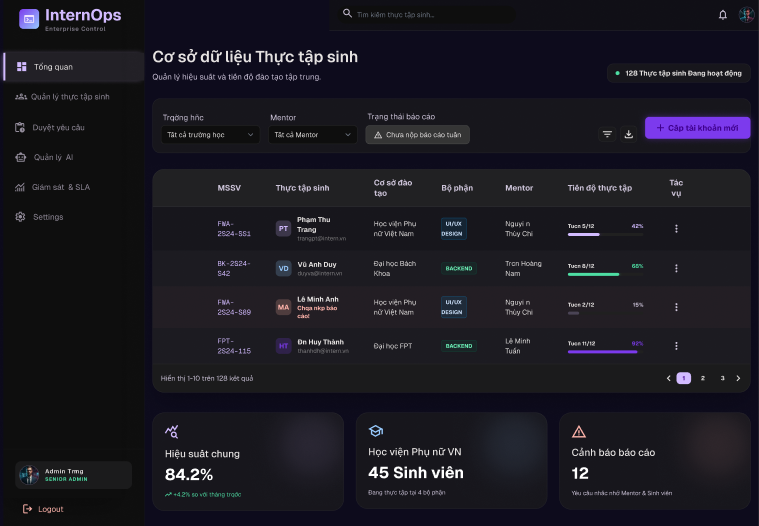 InternOps
Enterprise Control
Tìm kiếm thực tập sinh...
Tổng quan
Quản lý thực tập sinh
Duyệt yêu cầu
Quản lý AI
Giám sát & SLA
Settings
Admin Trng
SENIOR ADMIN
Logout
Cơ sở dữ liệu Thực tập sinh
Quản lý hiệu suất và tiến độ đào tạo tập trung.
128 Thực tập sinh Đang hoạt động
Trqờng hhc
Mentor
Trạng thái báo cáo
Tất cả trường học
Tất cả Mentor
Chưa nộp báo cáo tuần
Cấp tài khoản mới
MSSV
Thực tập sinh
Cơ sở đào
tạo
Bộ phận
Mentor
Tiến độ thực tập
Tác
vụ
FWA-
2S24-SS1
PT
Phạm Thu
Trang
trangpt@intern.vn
Học viện Phụ
nữ Việt Nam
UI/UX
DESIGN
Nguyi n
Thùy Chi
Tucn 5/12
42%
BK-2S24-
S42
VD
Vũ Anh Duy
duyva@intern.vn
Đại học Bách
Khoa
BACKEND
Trcn Hoàng
Nam
Tucn 8/12
68%
FWA-
2S24-S89
MA
Lê Minh Anh
Chqa nkp báo
cáo!
Học viện Phụ
nữ Việt Nam
UI/UX
DESIGN
Nguyi n
Thùy Chi
Tucn 2/12
15%
FPT-
2S24-115
HT
Đn Huy Thành
thanhdh@intern.vn
Đại học FPT
BACKEND
Lê Minh
Tuấn
Tucn 11/12
92%
Hiển thị 1-10 trên 128 kết quả
1 2 3
Hiệu suất chung
84.2%
+4.2% so với tháng trqớc
Học viện Phụ nữ VN
45 Sinh viên
Đang thực tập tại 4 bộ phận
Cảnh báo báo cáo
12
Yêu cầu nhắc nhở Mentor & Sinh viên